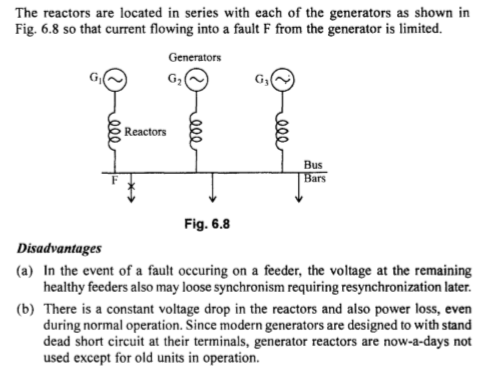 The reactors are located in series with each of the generators as shown in
Fig. 6.8 so that current flowing into a fault F from the generator is limited.
Generators
G₁ G₂ G₃
Reactors
Bus
Bars
F
Fig. 6.8
Disadvantages
(a) In the event of a fault occuring on a feeder, the voltage at the remaining
healthy feeders also may loose synchronism requiring resynchronization later.
(b) There is a constant voltage drop in the reactors and also power loss, even
during normal operation. Since modern generators are designed to with stand
dead short circuit at their terminals, generator reactors are now-a-days not
used except for old units in operation.